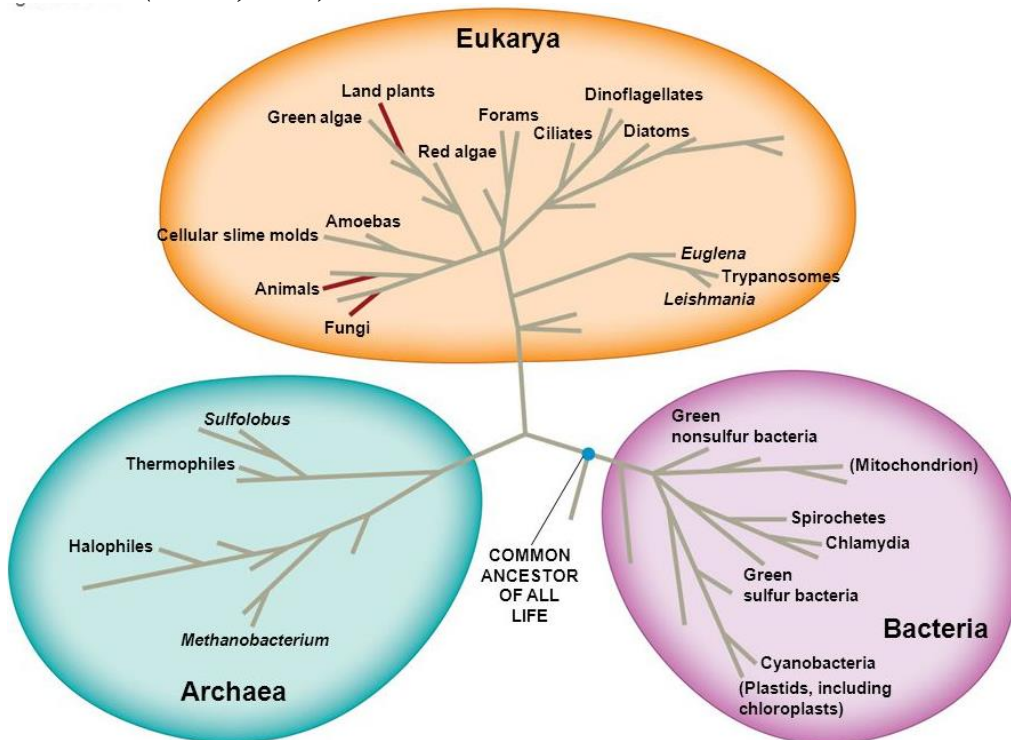 Eukarya
Land plants
Green algae
Red algae
Forams
Ciliates
Dinoflagellates
Diatoms
Amoebas
Cellular slime molds
Animals
Fungi
Euglena
Trypanosomes
Leishmania
Sulfolobus
Thermophiles
Halophiles
Methanobacterium
Archaea
COMMON
ANCESTOR
OF ALL
LIFE
Green
nonsulfur bacteria
(Mitochondrion)
Spirochetes
Chlamydia
Green
sulfur bacteria
Bacteria
Cyanobacteria
(Plastids, including
chloroplasts)